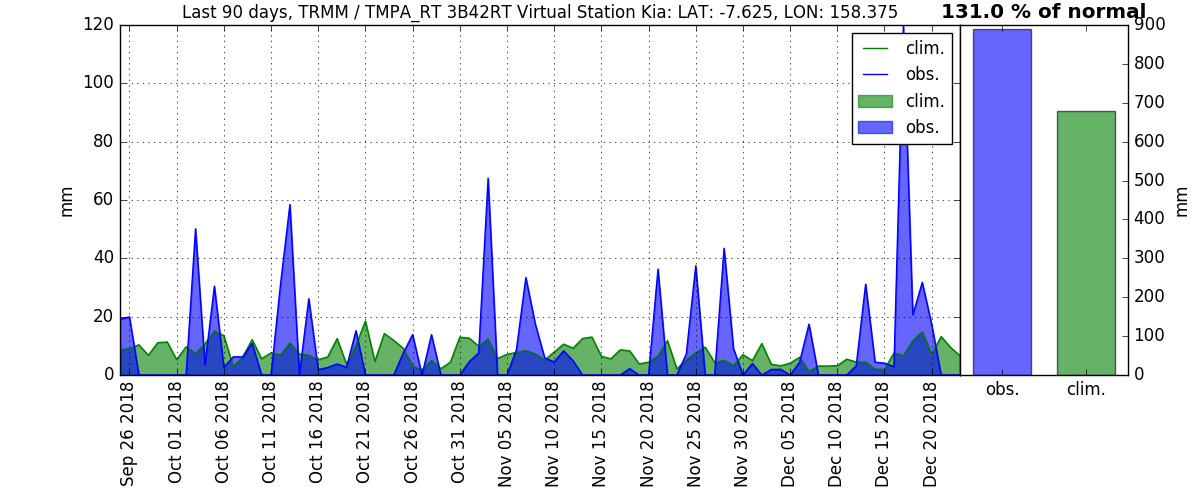 Last 90 days, TRMM / TMPA_RT 3B42RT Virtual Station Kia: LAT: -7.625, LON: 158.375
131.0 % of normal
120
100
80
60
40
20
0
mm
clim.
obs.
clim.
obs.
900
800
700
600
500
400
300
200
100
0
mm
obs.
clim.
Sep 26 2018
Oct 01 2018
Oct 06 2018
Oct 11 2018
Oct 16 2018
Oct 21 2018
Oct 26 2018
Oct 31 2018
Nov 05 2018
Nov 10 2018
Nov 15 2018
Nov 20 2018
Nov 25 2018
Nov 30 2018
Dec 05 2018
Dec 10 2018
Dec 15 2018
Dec 20 2018